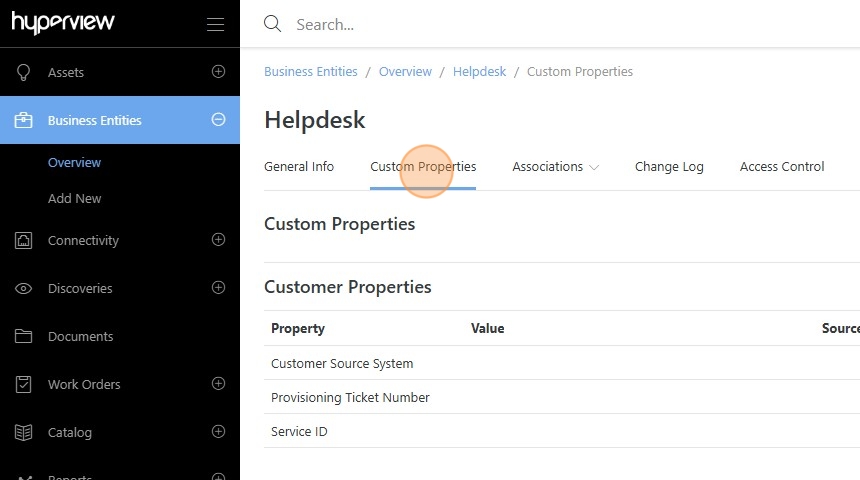 hyperview
Search...
Assets
Business Entities
Overview
Add New
Connectivity
Discoveries
Documents
Work Orders
Catalog
Reports
Business Entities / Overview / Helpdesk / Custom Properties
Helpdesk
General Info Custom Properties Associations Change Log Access Control
Custom Properties
Customer Properties
Property Value Source
Customer Source System
Provisioning Ticket Number
Service ID